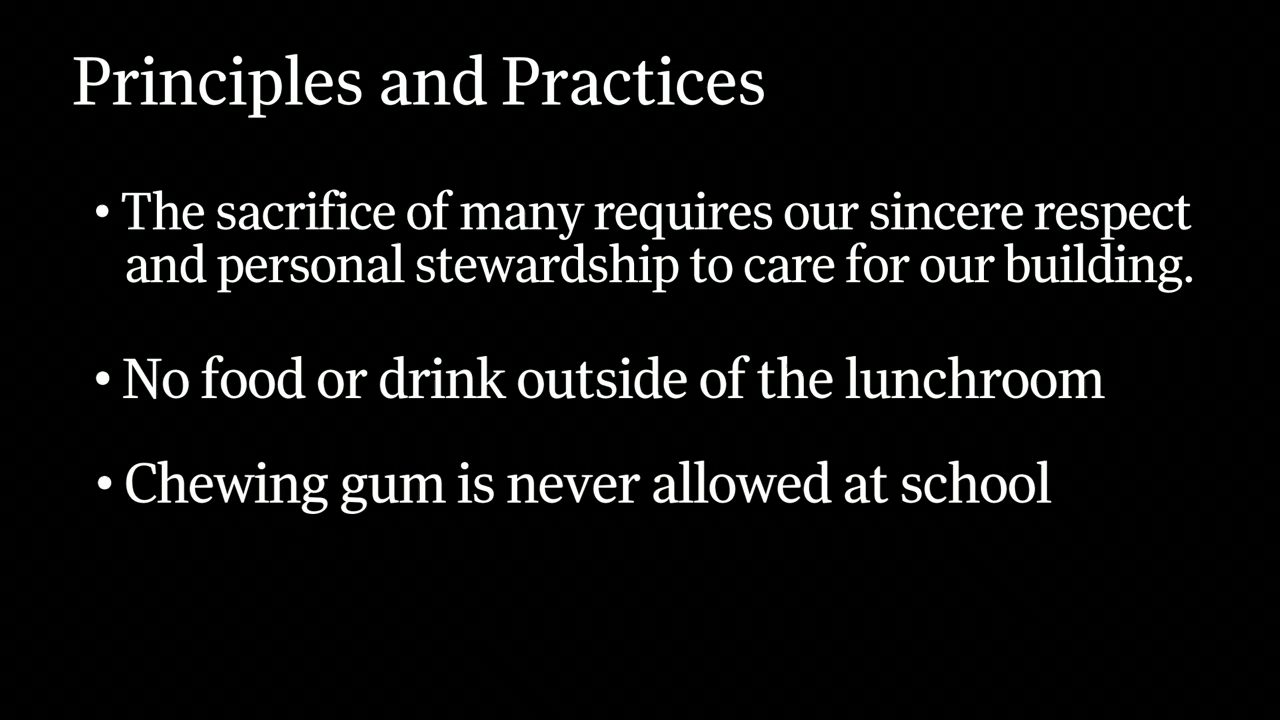 Principles and Practices
• The sacrifice of many requires our sincere respect
and personal stewardship to care for our building.
• No food or drink outside of the lunchroom
• Chewing gum is never allowed at school